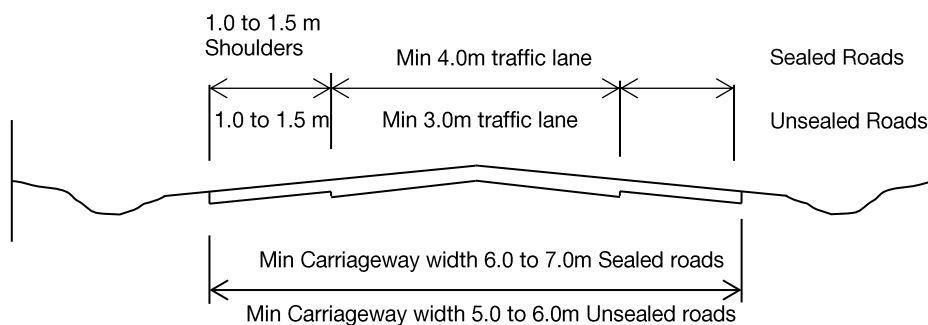 1.0 to 1.5 m
Shoulders
Min 4.0m traffic lane
Sealed Roads
1.0 to 1.5 m
Min 3.0m traffic lane
Unsealed Roads
Min Carriageway width 6.0 to 7.0m Sealed roads
Min Carriageway width 5.0 to 6.0m Unsealed roads